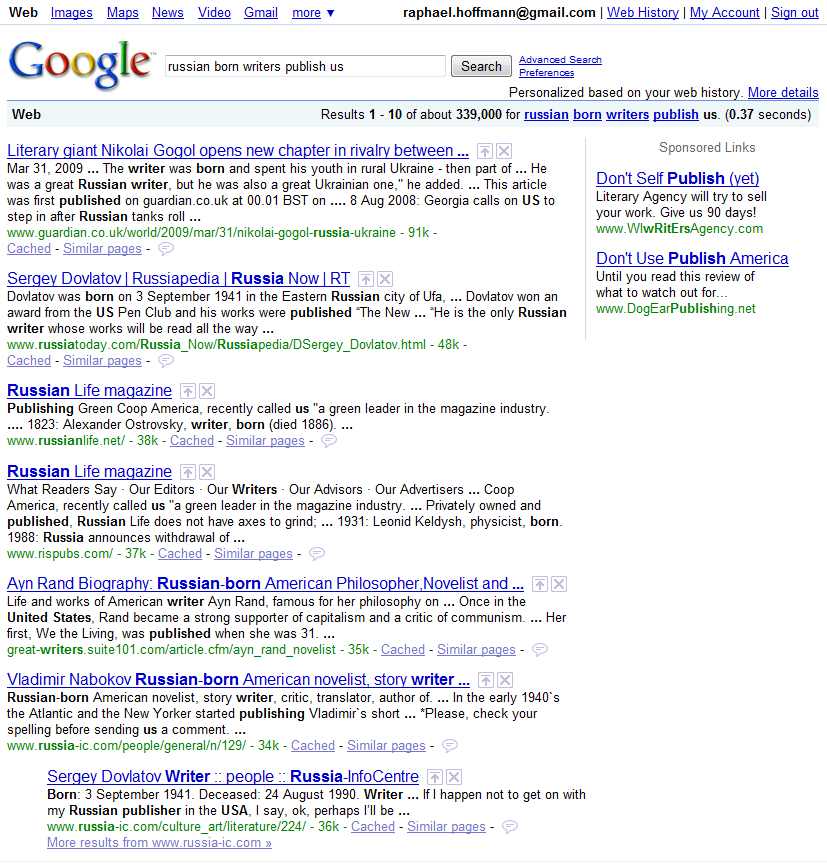 Web Images Maps News Video Gmail more ▼ raphael.hoffmann@gmail.com | Web History | My Account | Sign out
Google™ russian born writers publish us Search Advanced Search
Preferences
Personalized based on your web history. More details
Web Results 1 - 10 of about 339,000 for russian born writers publish us. (0.37 seconds)
Literary giant Nikolai Gogol opens new chapter in rivalry between ...
Mar 31, 2009 ... The writer was born and spent his youth in rural Ukraine - then part of ... He
was a great Russian writer, but he was also a great Ukrainian one," he added. ... This article
was first published on guardian.co.uk at 00.01 BST on .... 8 Aug 2008: Georgia calls on US to
step in after Russian tanks roll ...
www.guardian.co.uk/world/2009/mar/31/nikolai-gogol-russia-ukraine - 91k -
Cached - Similar pages -
Sergey Dovlatov | Russiapedia | Russia Now | RT
Dovlatov was born on 3 September 1941 in the Eastern Russian city of Ufa, ... Dovlatov won an
award from the US Pen Club and his works were published “The New ... “He is the only Russian
writer whose works will be read all the way ...
www.russiatoday.com/Russia_Now/Russiapedia/DSergey_Dovlatov.html - 48k -
Cached - Similar pages -
Russian Life magazine
Publishing Green Coop America, recently called us "a green leader in the magazine industry.
.... 1823: Alexander Ostrovsky, writer, born (died 1886). ...
www.russianlife.net/ - 38k - Cached - Similar pages -
Russian Life magazine
What Readers Say · Our Editors · Our Writers · Our Advisors · Our Advertisers ... Coop
America, recently called us "a green leader in the magazine industry. ... Privately owned and
published, Russian Life does not have axes to grind; ... 1931: Leonid Keldysh, physicist, born.
1988: Russia announces withdrawal of ...
www.rispubs.com/ - 37k - Cached - Similar pages -
Ayn Rand Biography: Russian-born American Philosopher,Novelist and ...
Life and works of American writer Ayn Rand, famous for her philosophy on ... Once in the
United States, Rand became a strong supporter of capitalism and a critic of communism. ... Her
first, We the Living, was published when she was 31. ...
great-writers.suite101.com/article.cfm/ayn_rand_novelist - 35k - Cached - Similar pages -
Vladimir Nabokov Russian-born American novelist, story writer ...
Russian-born American novelist, story writer, critic, translator, author of. ... In the early 1940`s
the Atlantic and the New Yorker started publishing Vladimir`s short ... *Please, check your
spelling before sending us a comment. ...
www.russia-ic.com/people/general/n/129/ - 34k - Cached - Similar pages -
Sergey Dovlatov Writer :: people :: Russia-InfoCentre
Born: 3 September 1941. Deceased: 24 August 1990. Writer ... If I happen not to get on with
my Russian publisher in the USA, I say, ok, perhaps I'll be ...
www.russia-ic.com/culture_art/literature/224/ - 36k - Cached - Similar pages -
More results from www.russia-ic.com »
Sponsored Links
Don't Self Publish (yet)
Literary Agency will try to sell
your work. Give us 90 days!
www.WlwRitErsAgency.com
Don't Use Publish America
Until you read this review of
what to watch out for...
www.DogEarPublishing.net